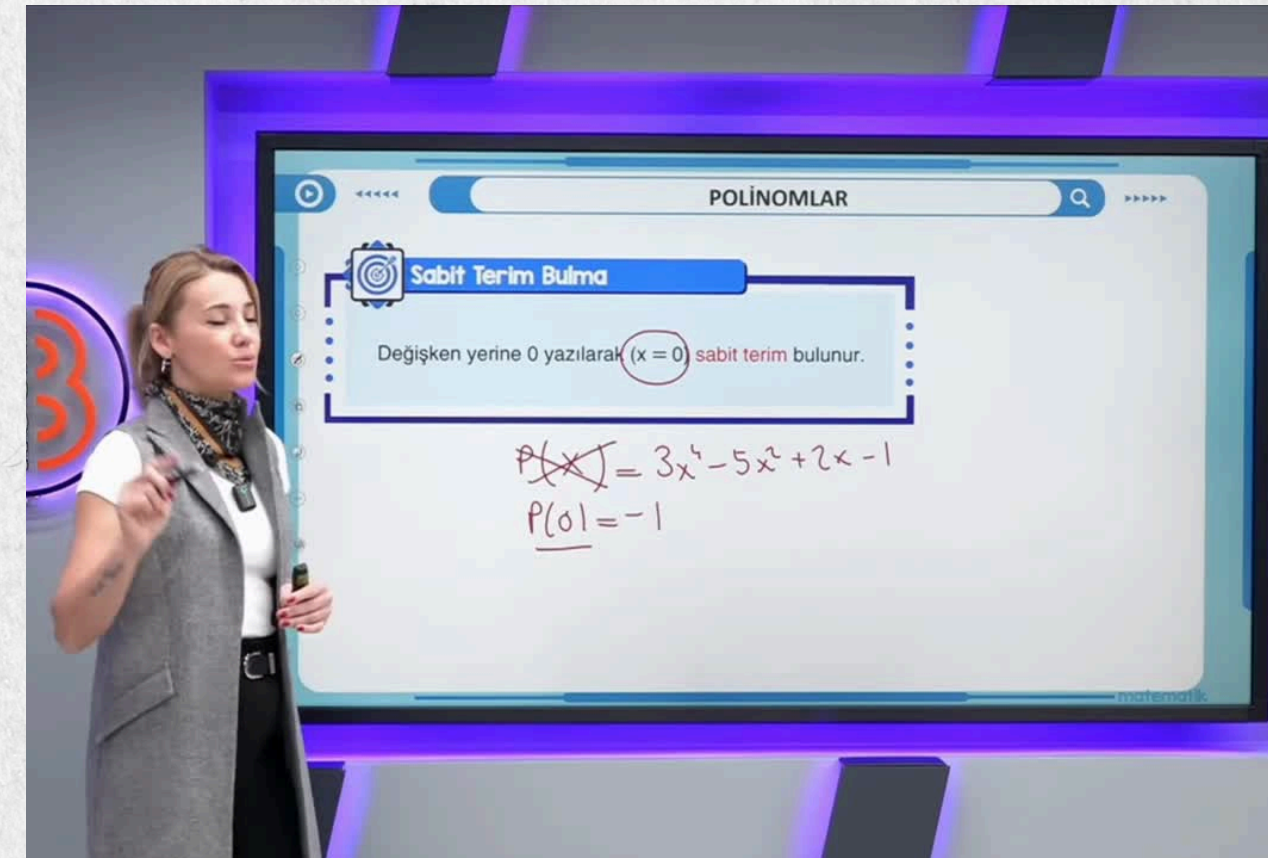 POLİNOMLAR
Sabit Terim Bulma
Değişken yerine 0 yazılarak (x = 0) sabit terim bulunur.
P(x) = 3x⁴ - 5x² + 2x - 1
P(0) = - 1
matematik